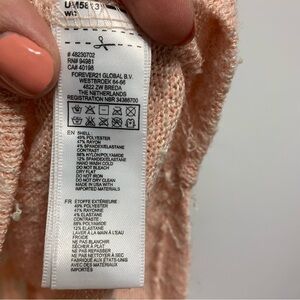 # 48230702
RN# 94981
CA# 40198
FOREVER21 GLOBAL B.V.
WESTBROEK 64-66
4822 ZW BREDA
THE NETHERLANDS
REGISTRATION NBR 34388700
EN SHELL
49% POLYESTER
47% RAYON
4% SPANDEX/ELASTANE
CONTRAST
88% NYLON/POLYAMIDE
12% SPANDEX/ELASTANE
HAND WASH COLD
DO NOT BLEACH
DRY FLAT
DO NOT IRON
DO NOT DRY CLEAN
MADE IN USA WITH
IMPORTED MATERIALS
FR ÉTOFFE EXTÉRIEURE
49% POLYESTER
47% RAYONNE
4% ÉLASTANE
CONTRASTE
88% POLYAMIDE
12% ÉLASTANE
LAVER À LA MAIN À L'EAU
FROIDE
NE PAS BLANCHIR
SÉCHER À PLAT
NE PAS REPASSER
NE PAS NETTOYER À SEC
FABRIQUÉ AUX ÉTATS-UNIS
AVEC DES MATÉRIAUX
IMPORTÉS